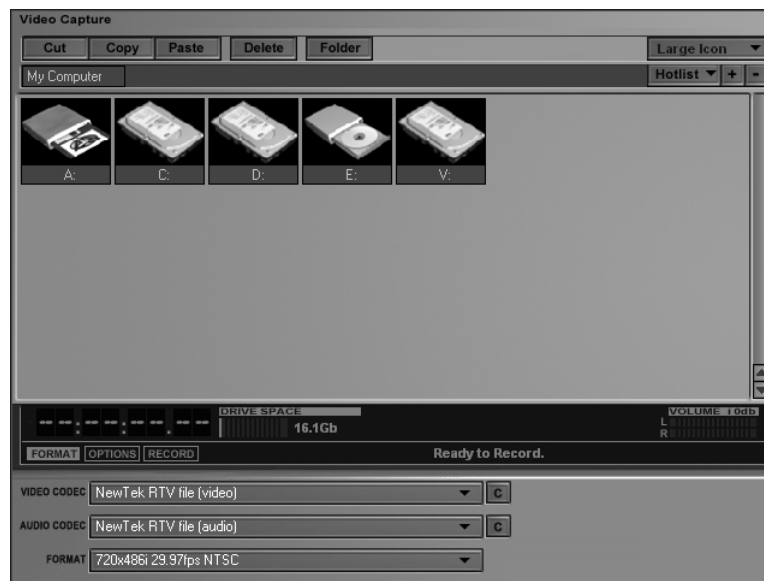 Video Capture
Cut Copy Paste Delete Folder Large Icon
My Computer Hotlist + -
A: C: D: E: V:
DRIVE SPACE VOLUME
-- --:-- --:-- --.-- -- 16.1Gb L
R
FORMAT OPTIONS RECORD Ready to Record.
VIDEO CODEC NewTek RTV file (video) C
AUDIO CODEC NewTek RTV file (audio) C
FORMAT 720x486i 29.97fps NTSC